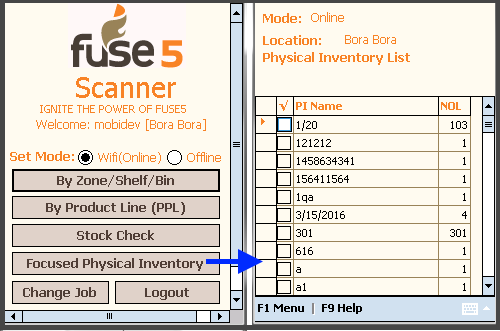 fuse 5
Scanner
IGNITE THE POWER OF FUSE5
Welcome: mobidev [Bora Bora]
Set Mode: Wifi(Online) Offline
By Zone/Shelf/Bin
By Product Line (PPL)
Stock Check
Focused Physical Inventory
Change Job Logout
Mode: Online
Location: Bora Bora
Physical Inventory List
√ PI Name NOL
1/20 103
121212 1
1458634341 1
156411564 1
1qa 1
3/15/2016 4
301 301
616 1
a 1
a1 1
F1 Menu | F9 Help